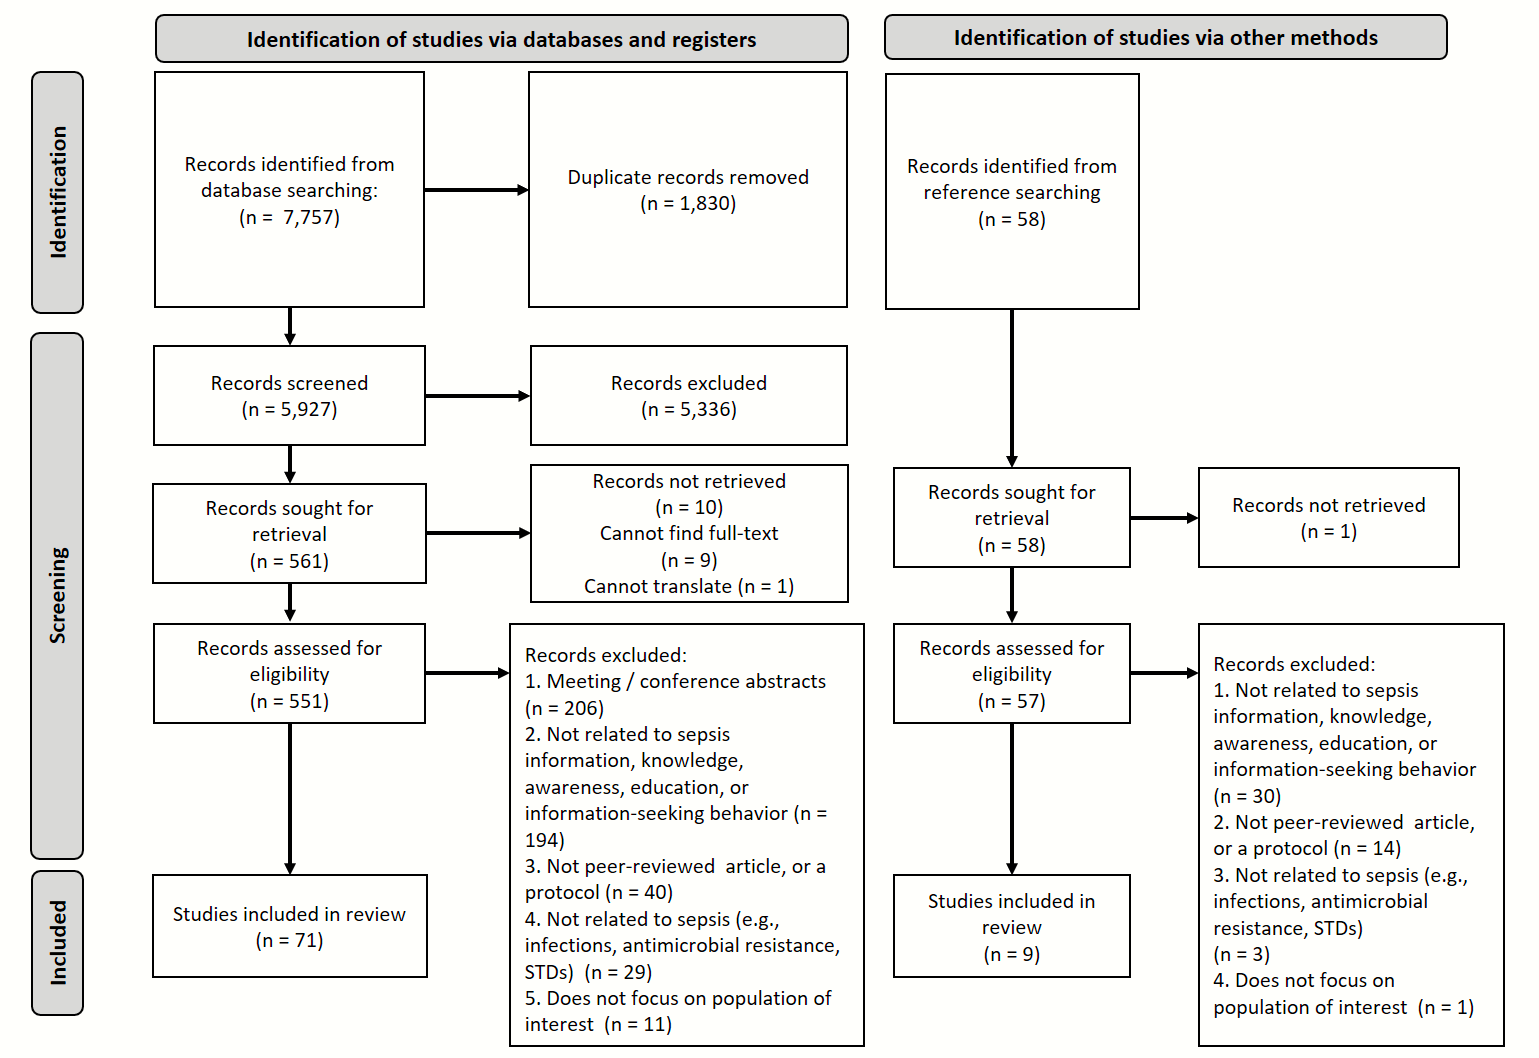 Identification of studies via databases and registers
Identification of studies via other methods
Identification
Records identified from
database searching:
(n =  7,757)
Duplicate records removed
(n = 1,830)
Records identified from
reference searching
(n = 58)
Screening
Records screened
(n = 5,927)
Records excluded
(n = 5,336)
Records sought for
retrieval
(n = 561)
Records not retrieved
(n = 10)
Cannot find full-text
(n = 9)
Cannot translate (n = 1)
Records sought for
retrieval
(n = 58)
Records not retrieved
(n = 1)
Records assessed for
eligibility
(n = 551)
Records excluded:
1. Meeting / conference abstracts
(n = 206)
2. Not related to sepsis
information, knowledge,
awareness, education, or
information-seeking behavior (n =
194)
3. Not peer-reviewed  article, or a
protocol (n = 40)
4. Not related to sepsis (e.g.,
infections, antimicrobial resistance,
STDs)  (n = 29)
5. Does not focus on population of
interest  (n = 11)
Records assessed for
eligibility
(n = 57)
Records excluded:
1. Not related to sepsis
information, knowledge,
awareness, education, or
information-seeking behavior
(n = 30)
2. Not peer-reviewed  article,
or a protocol (n = 14)
3. Not related to sepsis (e.g.,
infections, antimicrobial
resistance, STDs)
(n = 3)
4. Does not focus on
population of interest  (n = 1)
Included
Studies included in review
(n = 71)
Studies included in
review
(n = 9)